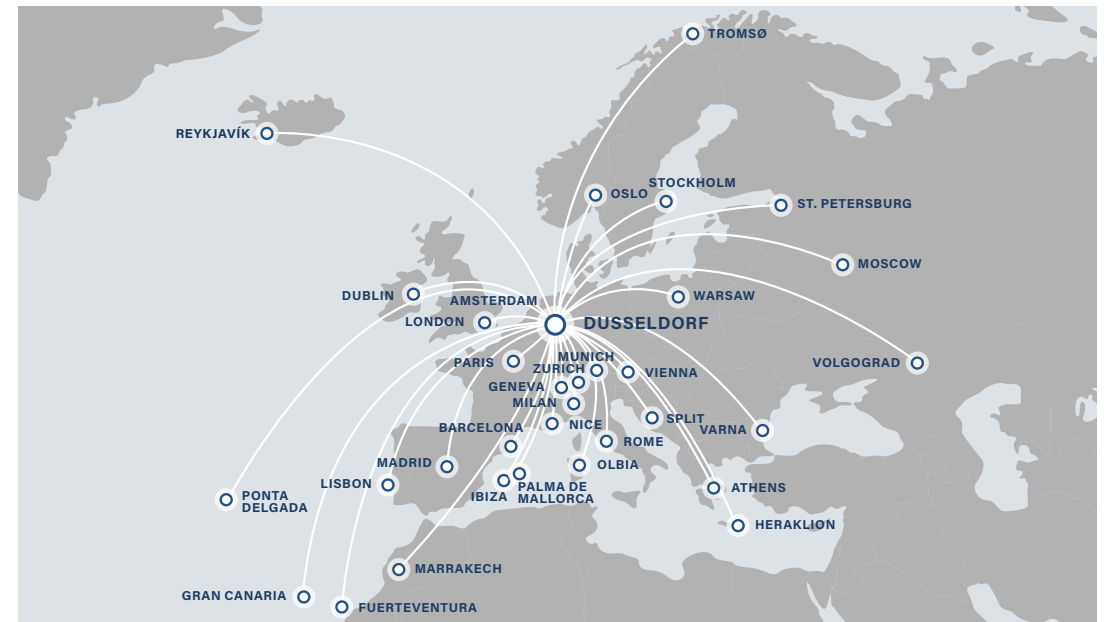 TROMSØ
REYKJAVÍK
STOCKHOLM
OSLO
ST. PETERSBURG
MOSCOW
DUBLIN
AMSTERDAM
WARSAW
LONDON
DUSSELDORF
MUNICH
PARIS
ZURICH
VIENNA
VOLGOGRAD
GENEVA
MILAN
SPLIT
BARCELONA
NICE
VARNA
ROME
MADRID
OLBIA
LISBON
IBIZA
PALMA DE
MALLORCA
ATHENS
PONTA
DELGADA
HERAKLION
MARRAKECH
GRAN CANARIA
FUERTEVENTURA